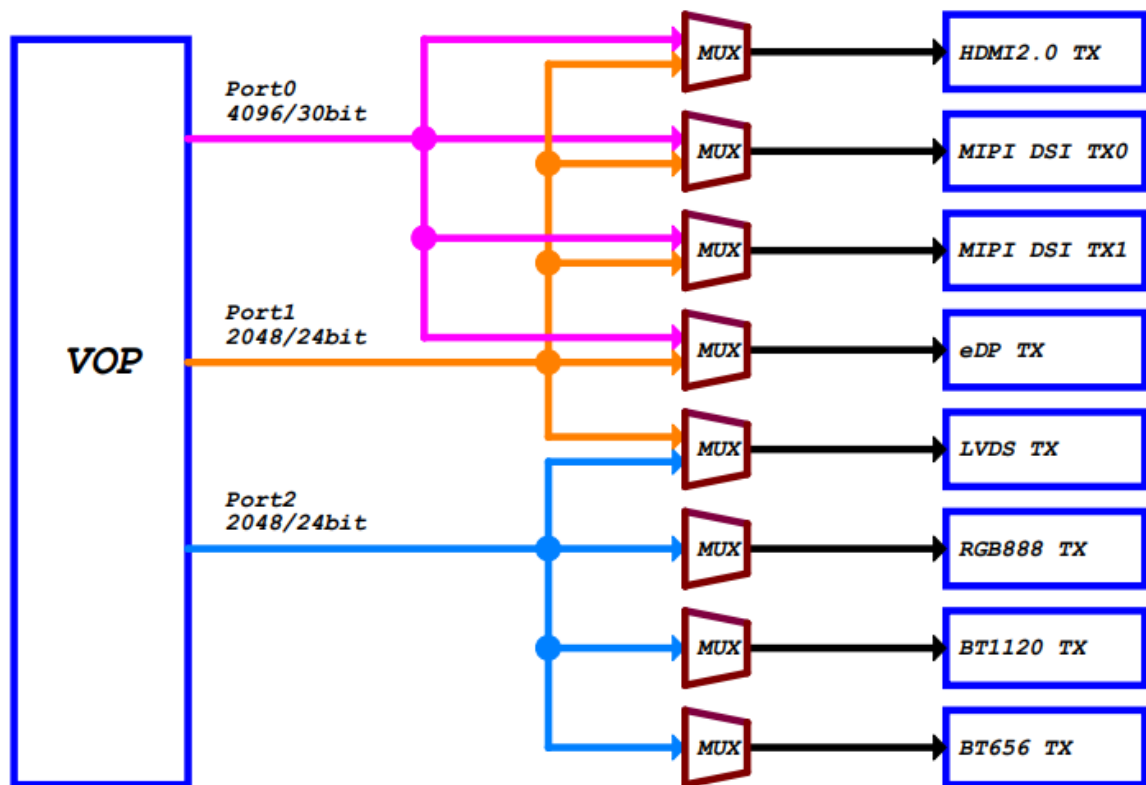 MUX
HDMI2.0 TX
Port0
4096/30bit
MUX
MIPI DSI TX0
MUX
MIPI DSI TX1
Port1
2048/24bit
VOP
MUX
eDP TX
MUX
LVDS TX
Port2
2048/24bit
MUX
RGB888 TX
MUX
BT1120 TX
MUX
BT656 TX